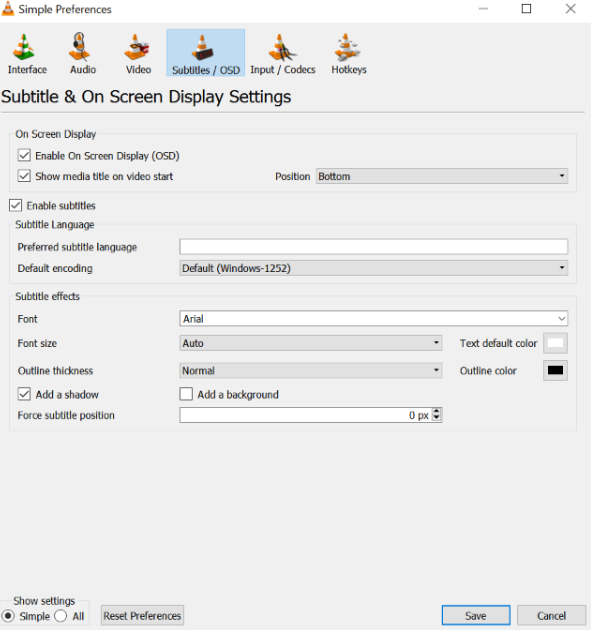 Simple Preferences
Interface Audio Video Subtitles / OSD Input / Codecs Hotkeys
Subtitle & On Screen Display Settings
On Screen Display
Enable On Screen Display (OSD)
Show media title on video start Position Bottom
Enable subtitles
Subtitle Language
Preferred subtitle language
Default encoding Default (Windows-1252)
Subtitle effects
Font Arial
Font size Auto Text default color
Outline thickness Normal Outline color
Add a shadow Add a background
Force subtitle position 0 px
Show settings
Simple All Reset Preferences Save Cancel